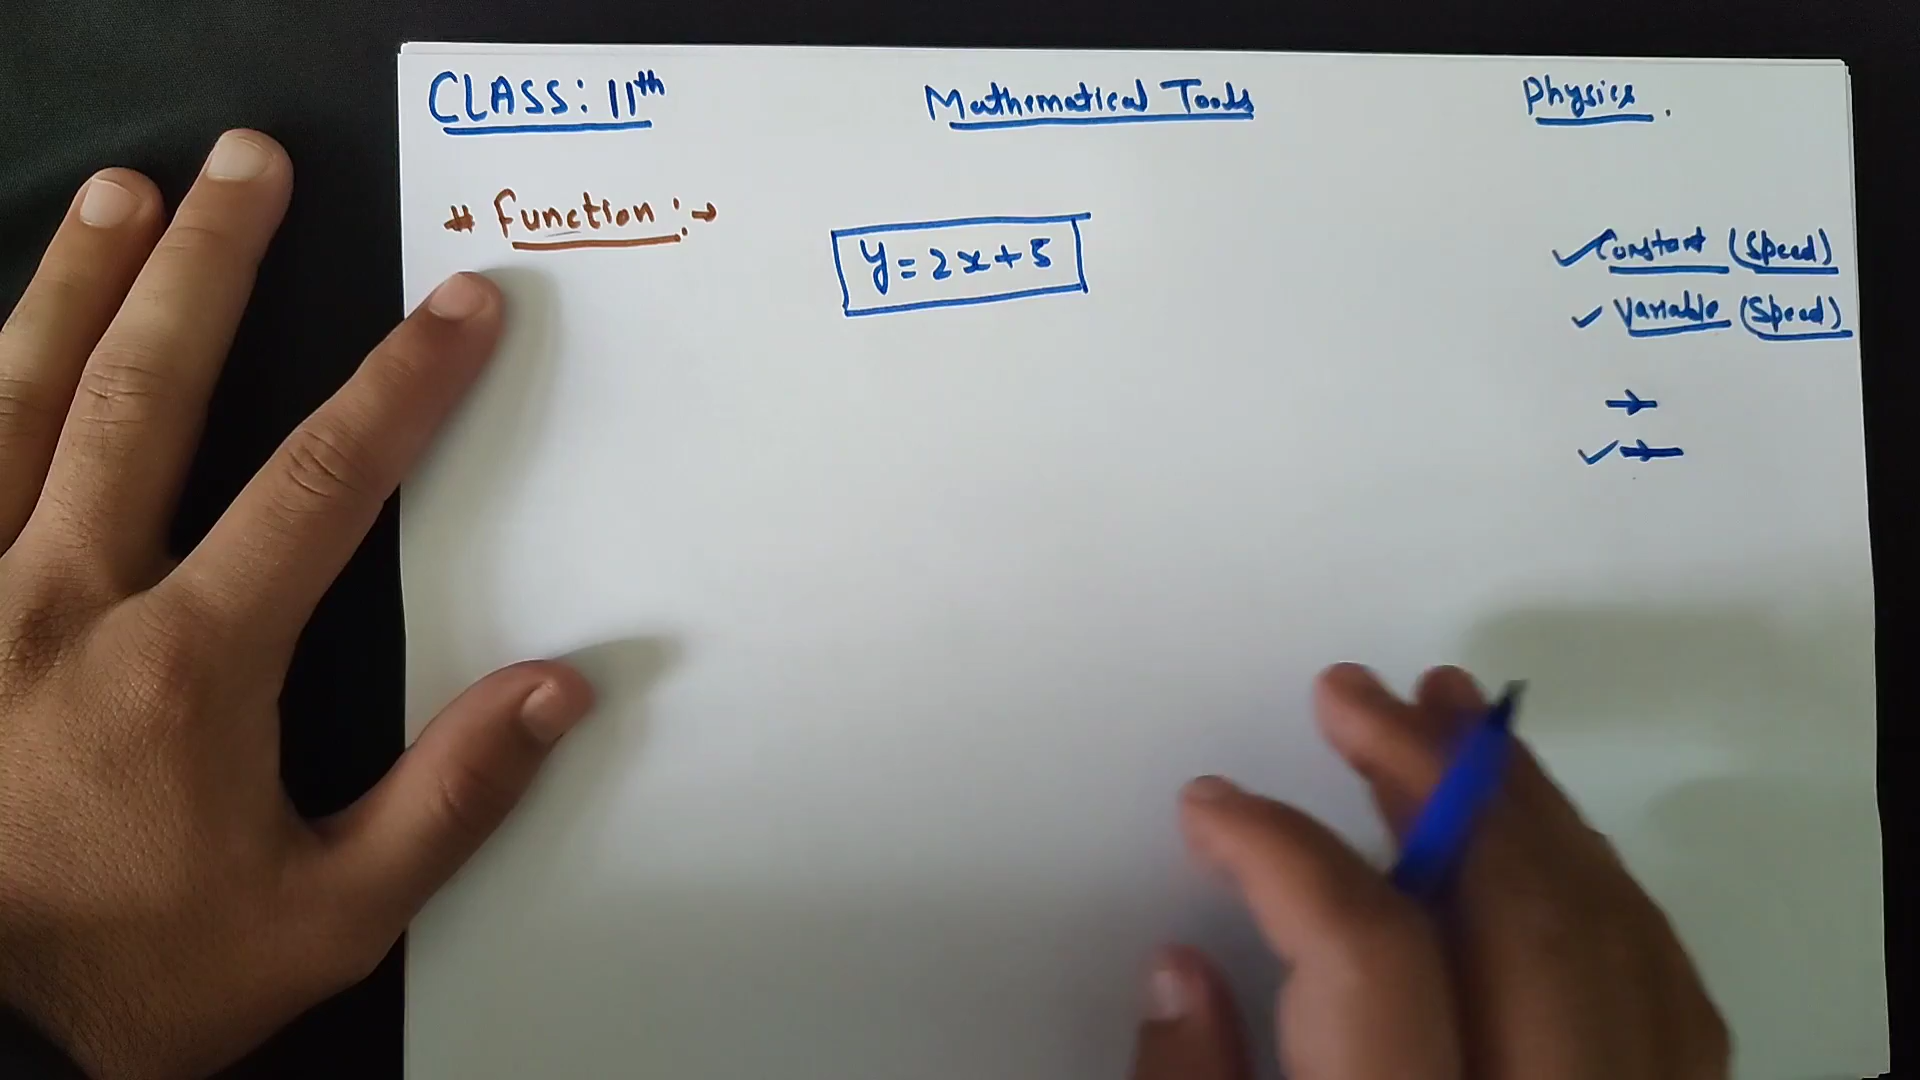 CLASS: 11th
Mathematical Tools
Physics.
# Function :→
y = 2x + 5
✓ Constant (Speed)
✓ Variable (Speed)
→
✓→